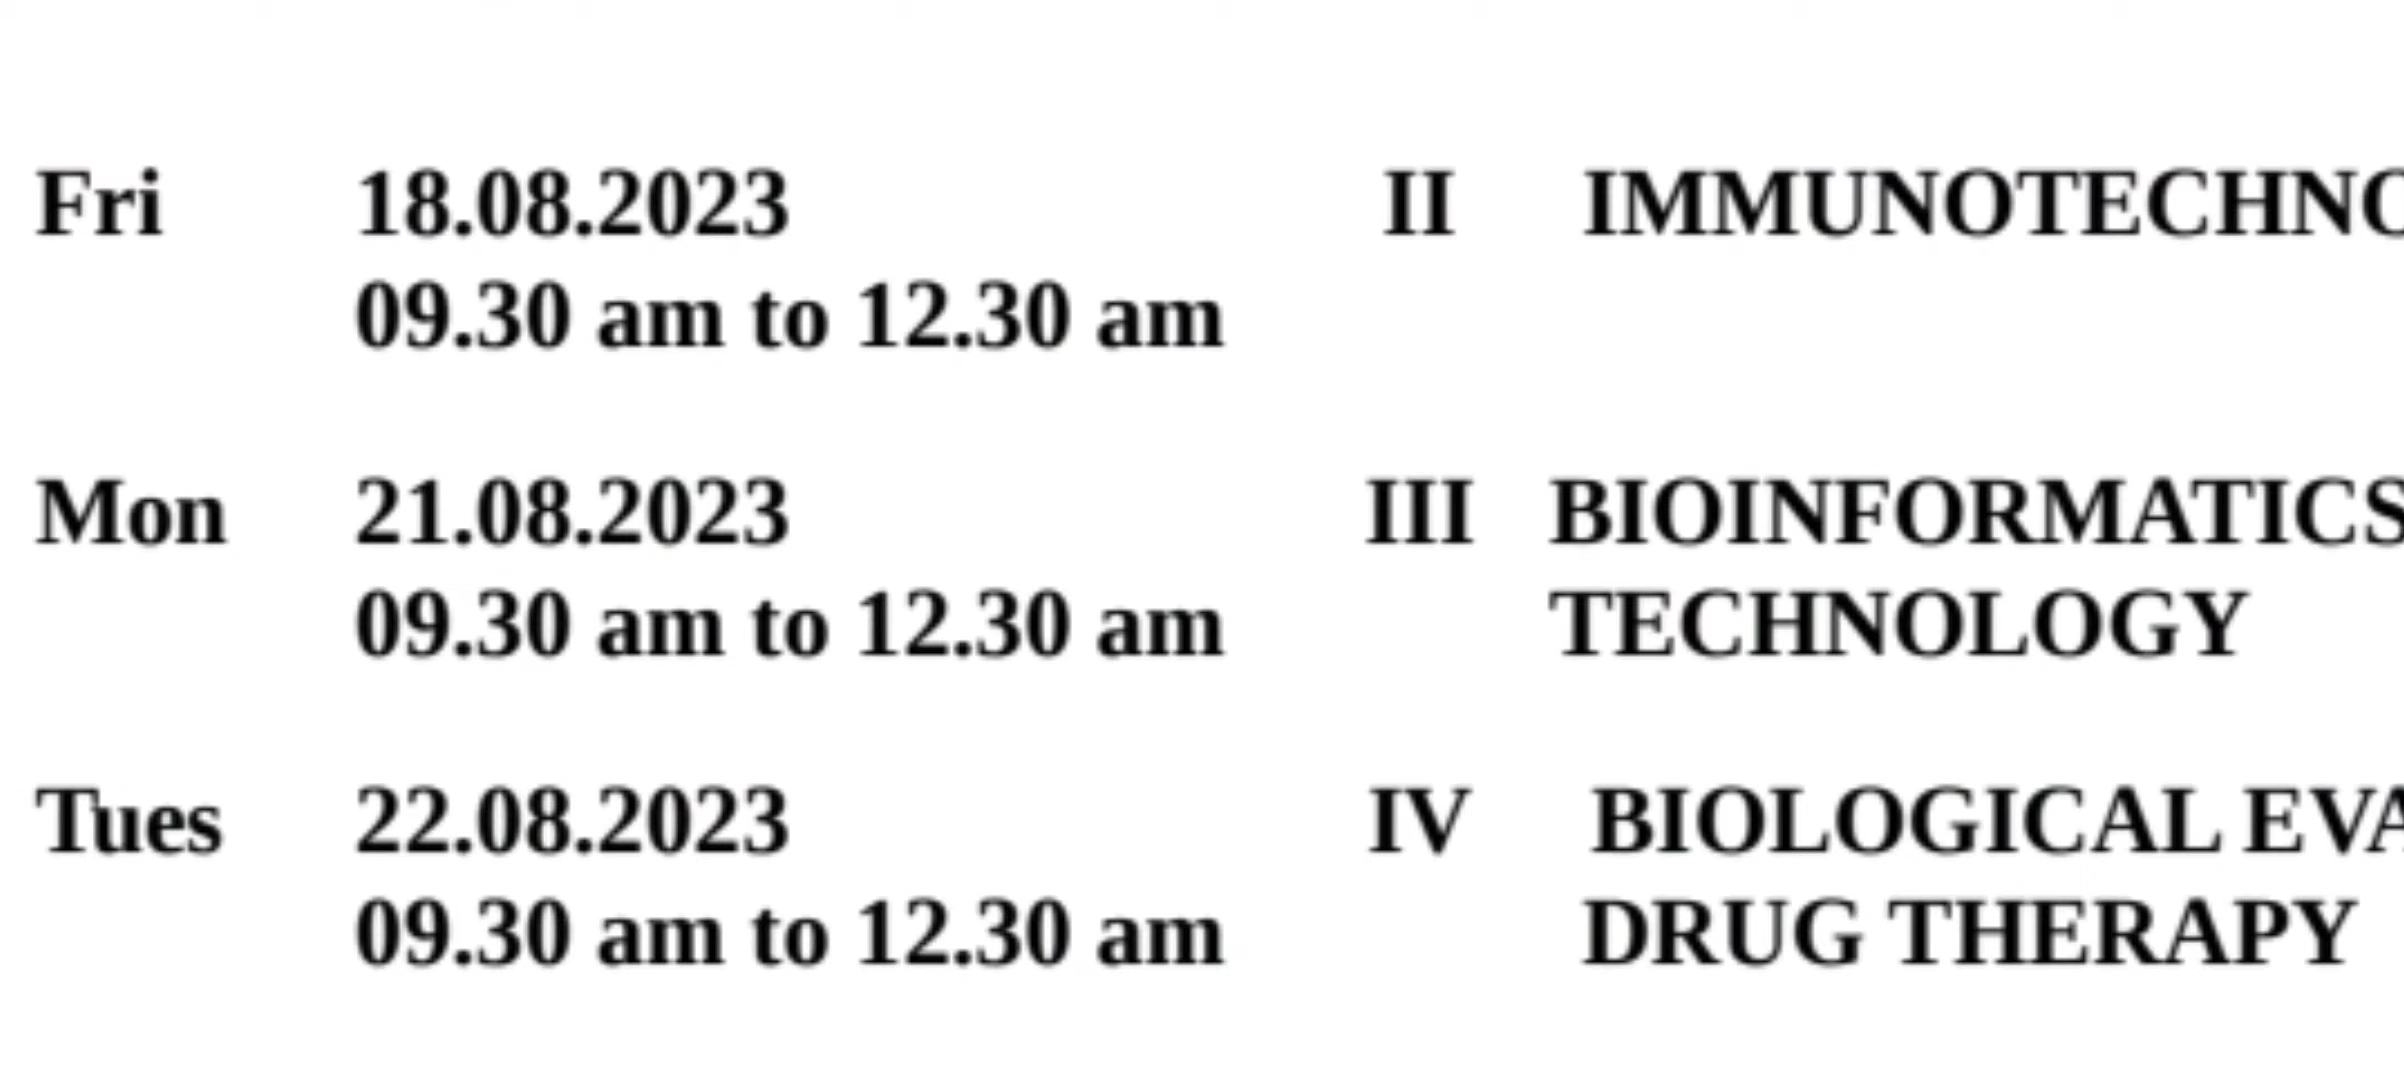 Fri 18.08.2023 II IMMUNOTECHNO
09.30 am to 12.30 am
Mon 21.08.2023 III BIOINFORMATICS
09.30 am to 12.30 am TECHNOLOGY
Tues 22.08.2023 IV BIOLOGICAL EVA
09.30 am to 12.30 am DRUG THERAPY